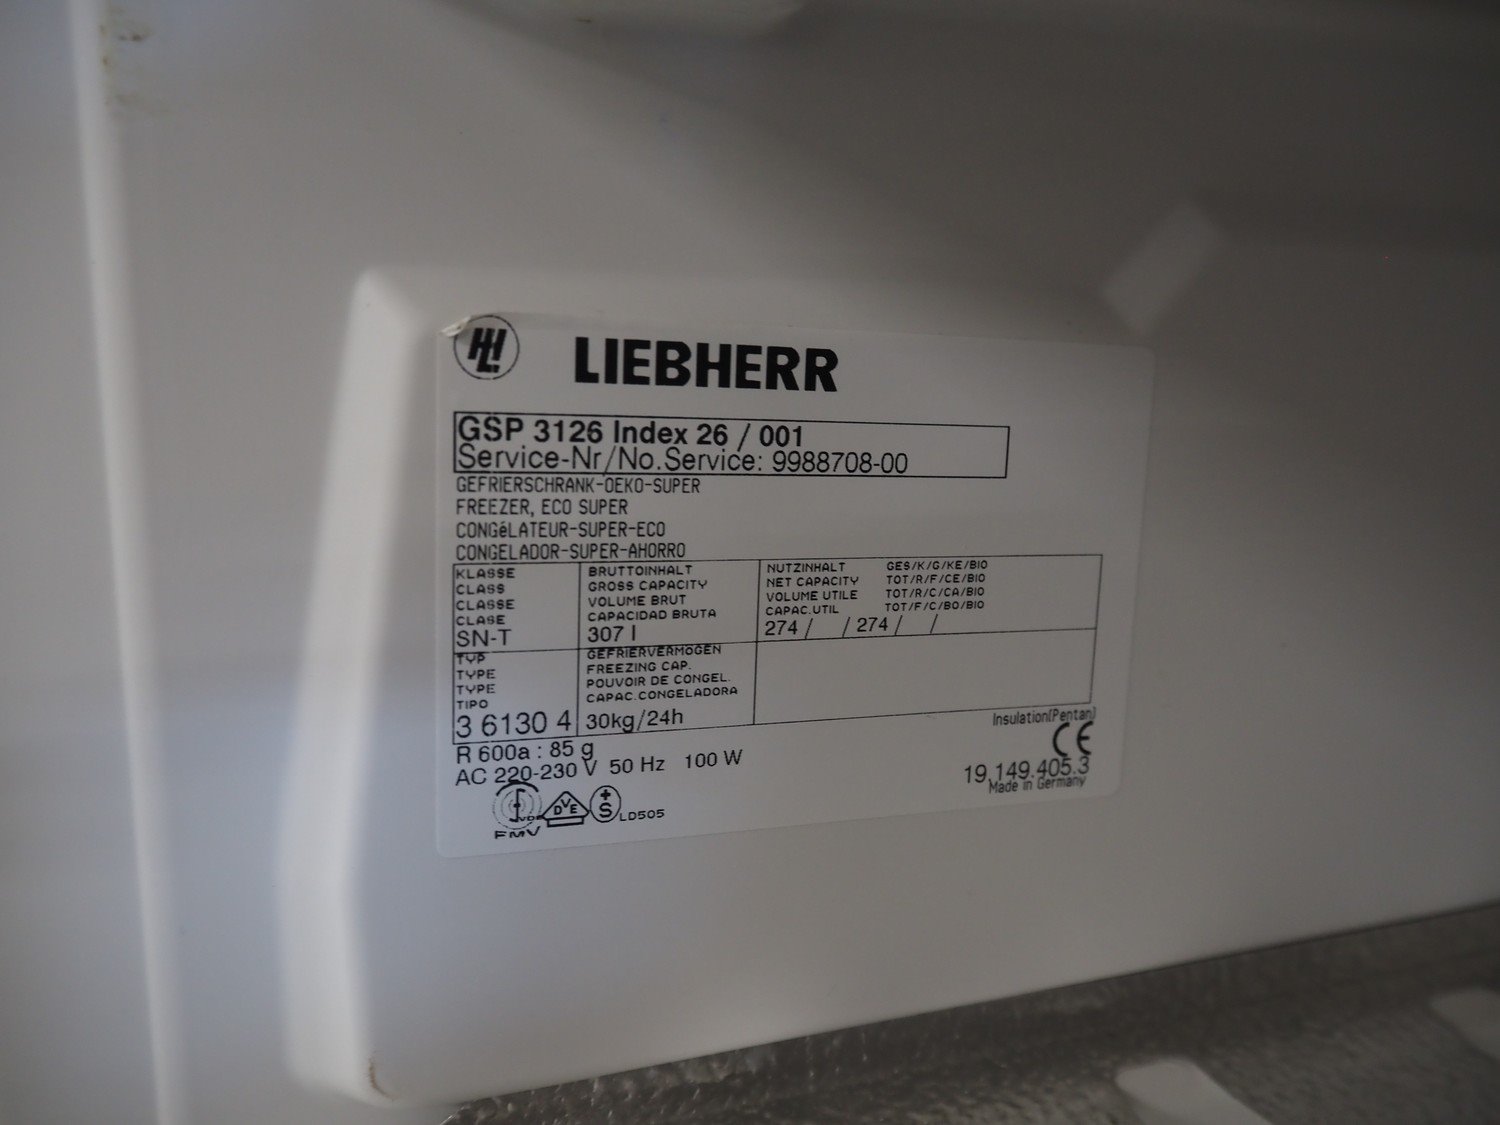 HLI
LIEBHERR
GSP 3126 Index 26 / 001
Service-Nr/No.Service: 9988708-00
GEFRIERSCHRANK-OEKO-SUPER
FREEZER, ECO SUPER
CONGéLATEUR-SUPER-ECO
CONGELADOR-SUPER-AHORRO
KLASSE BRUTTOINHALT NUTZINHALT GES/K/G/KE/BIO
CLASS GROSS CAPACITY NET CAPACITY TOT/R/F/CE/BIO
CLASSE VOLUME BRUT VOLUME UTILE TOT/R/C/CA/BIO
CLASE CAPACIDAD BRUTA CAPAC.UTIL TOT/F/C/BO/BIO
SN-T 307 l 274 / / 274 / /
TYP GEFRIERVERMöGEN
TYPE FREEZING CAP.
TYPE POUVOIR DE CONGEL.
TIPO CAPAC.CONGELADORA
3 6130 4 30kg/24h
Insulation(Pentan)
R 600a : 85 g CE
AC 220-230 V 50 Hz 100 W 19.149.405.3
Made in Germany
VDE DVE +S LD505
FMV